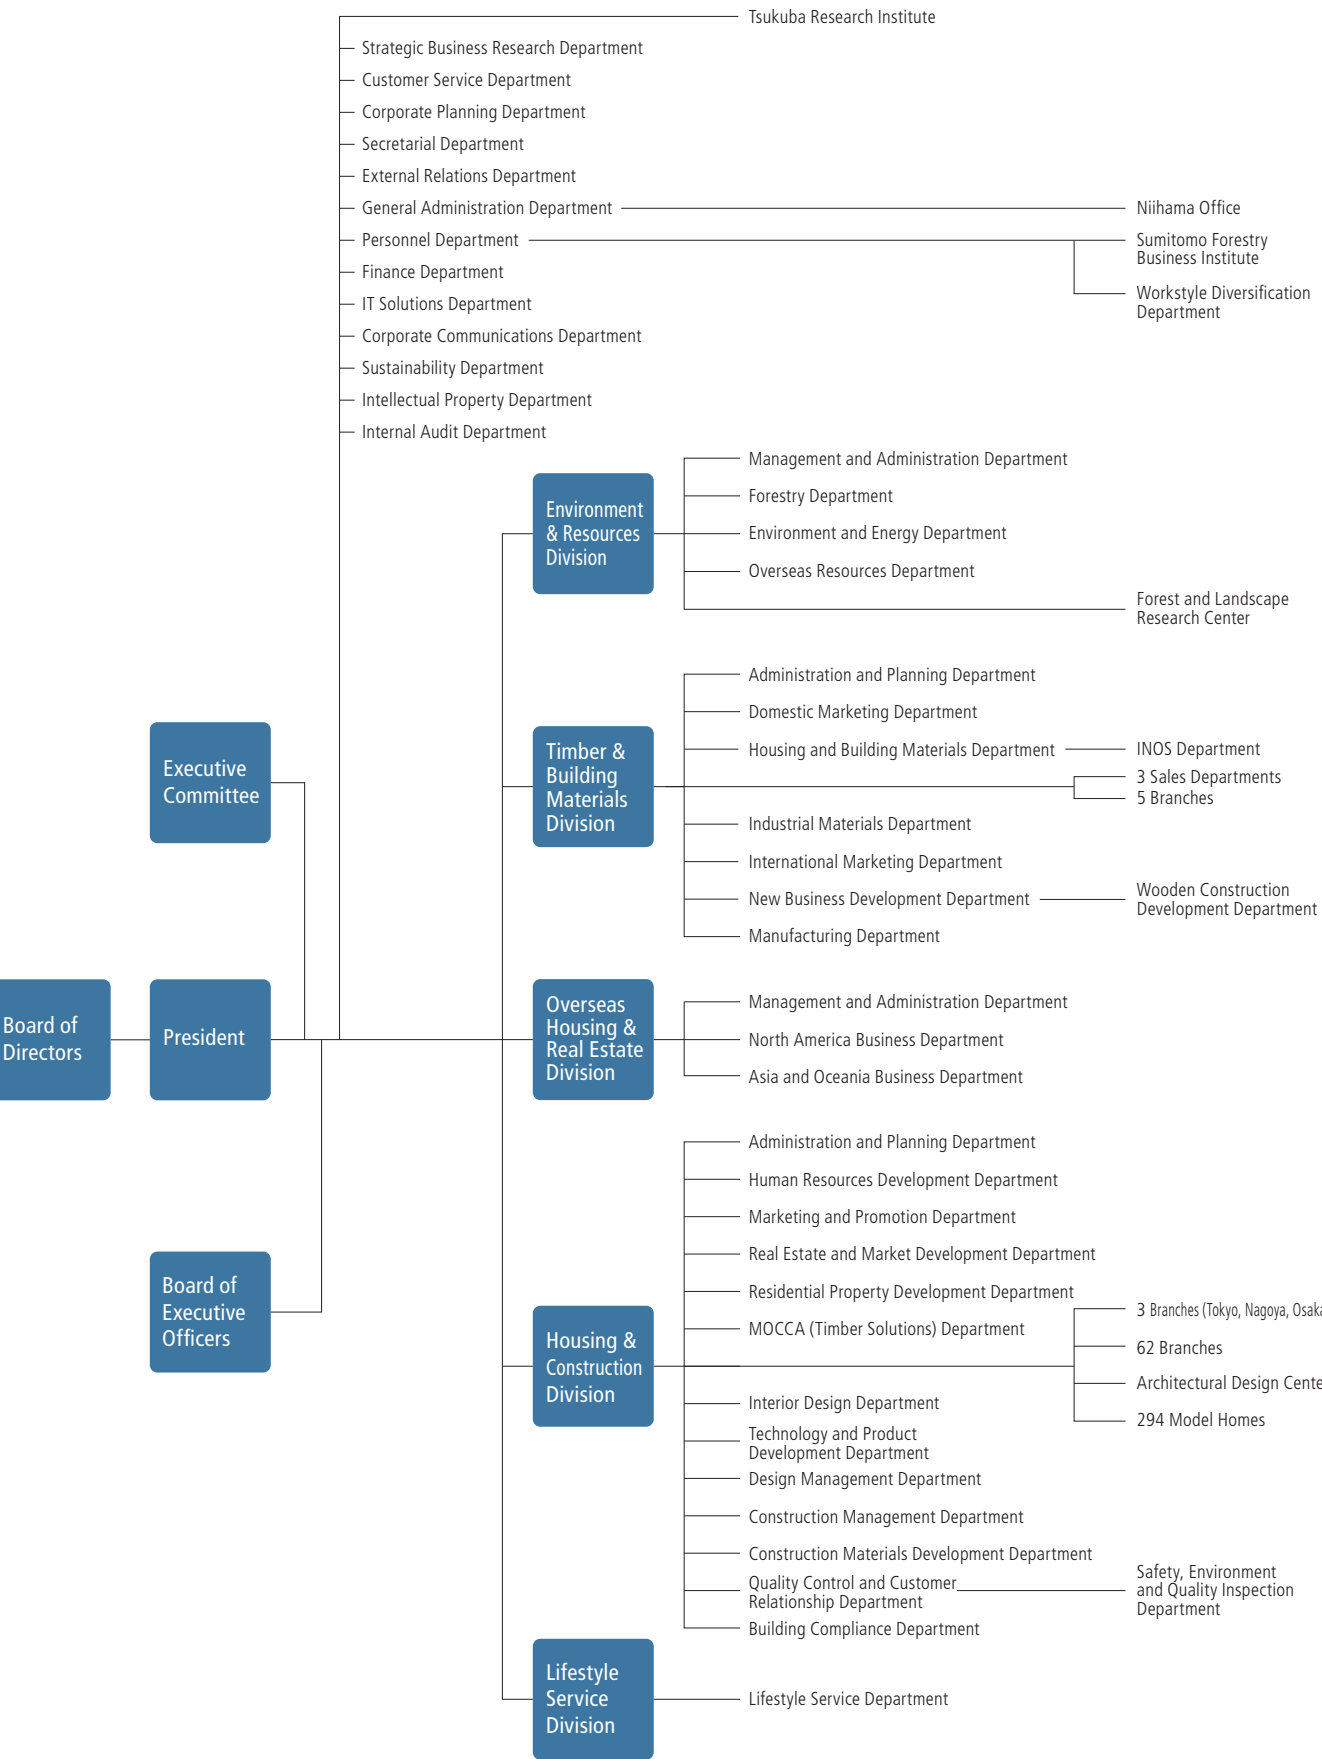 Tsukuba Research Institute
Strategic Business Research Department
Customer Service Department
Corporate Planning Department
Secretarial Department
External Relations Department
General Administration Department
Niihama Office
Personnel Department
Sumitomo Forestry
Business Institute
Workstyle Diversification
Department
Finance Department
IT Solutions Department
Corporate Communications Department
Sustainability Department
Intellectual Property Department
Internal Audit Department
Environment
& Resources
Division
Management and Administration Department
Forestry Department
Environment and Energy Department
Overseas Resources Department
Forest and Landscape
Research Center
Executive
Committee
Timber &
Building
Materials
Division
Administration and Planning Department
Domestic Marketing Department
Housing and Building Materials Department
INOS Department
3 Sales Departments
5 Branches
Industrial Materials Department
International Marketing Department
New Business Development Department
Wooden Construction
Development Department
Manufacturing Department
Board of
Directors
President
Overseas
Housing &
Real Estate
Division
Management and Administration Department
North America Business Department
Asia and Oceania Business Department
Board of
Executive
Officers
Housing &
Construction
Division
Administration and Planning Department
Human Resources Development Department
Marketing and Promotion Department
Real Estate and Market Development Department
Residential Property Development Department
MOCCA (Timber Solutions) Department
3 Branches (Tokyo, Nagoya, Osaka
62 Branches
Architectural Design Cente
294 Model Homes
Interior Design Department
Technology and Product
Development Department
Design Management Department
Construction Management Department
Construction Materials Development Department
Quality Control and Customer
Relationship Department
Safety, Environment
and Quality Inspection
Department
Building Compliance Department
Lifestyle
Service
Division
Lifestyle Service Department